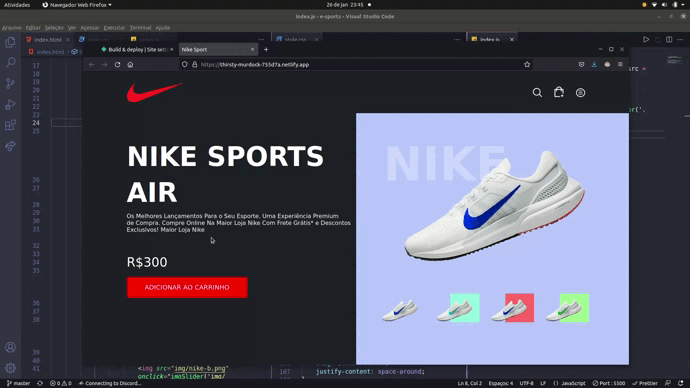 Atividades
Navegador Web Firefox
26 de jan 23:45
index.js - e-sports - Visual Studio Code
Arquivo Editar Seleção Ver Acessar Executar Terminal Ajuda
index.html
style.css
index.js
Build & deploy | Site sett
Nike Sport
https://thirsty-murdock-755d7a.netlify.app
NIKE
NIKE SPORTS
AIR
Os Melhores Lançamentos Para o Seu Esporte, Uma Experiência Premium
de Compra. Compre Online Na Maior Loja Nike Com Frete Grátis* e Descontos
Exclusivos! Maior Loja Nike
R$300
ADICIONAR AO CARRINHO
17
18
19
20
21
22
23
24
25
26
27
28
29
30
31
32
33
34
35
36
37
38
39
40
41
<img src="img/nike-b.png"
onclick="imgSlider('img/
107
justify-content: space-around;
master
0 0
Connecting to Discord...
Ln 8, Col 2
Espaços: 4
UTF-8
LF
JavaScript
Port : 5500
Prettier